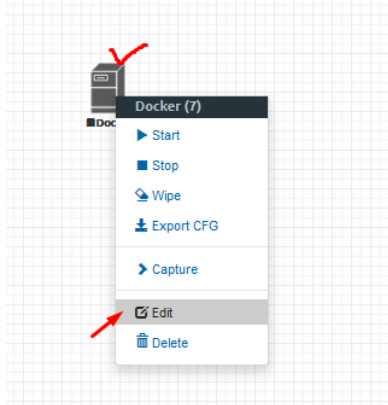 Doc
Docker (7)
Start
Stop
Wipe
Export CFG
Capture
Edit
Delete